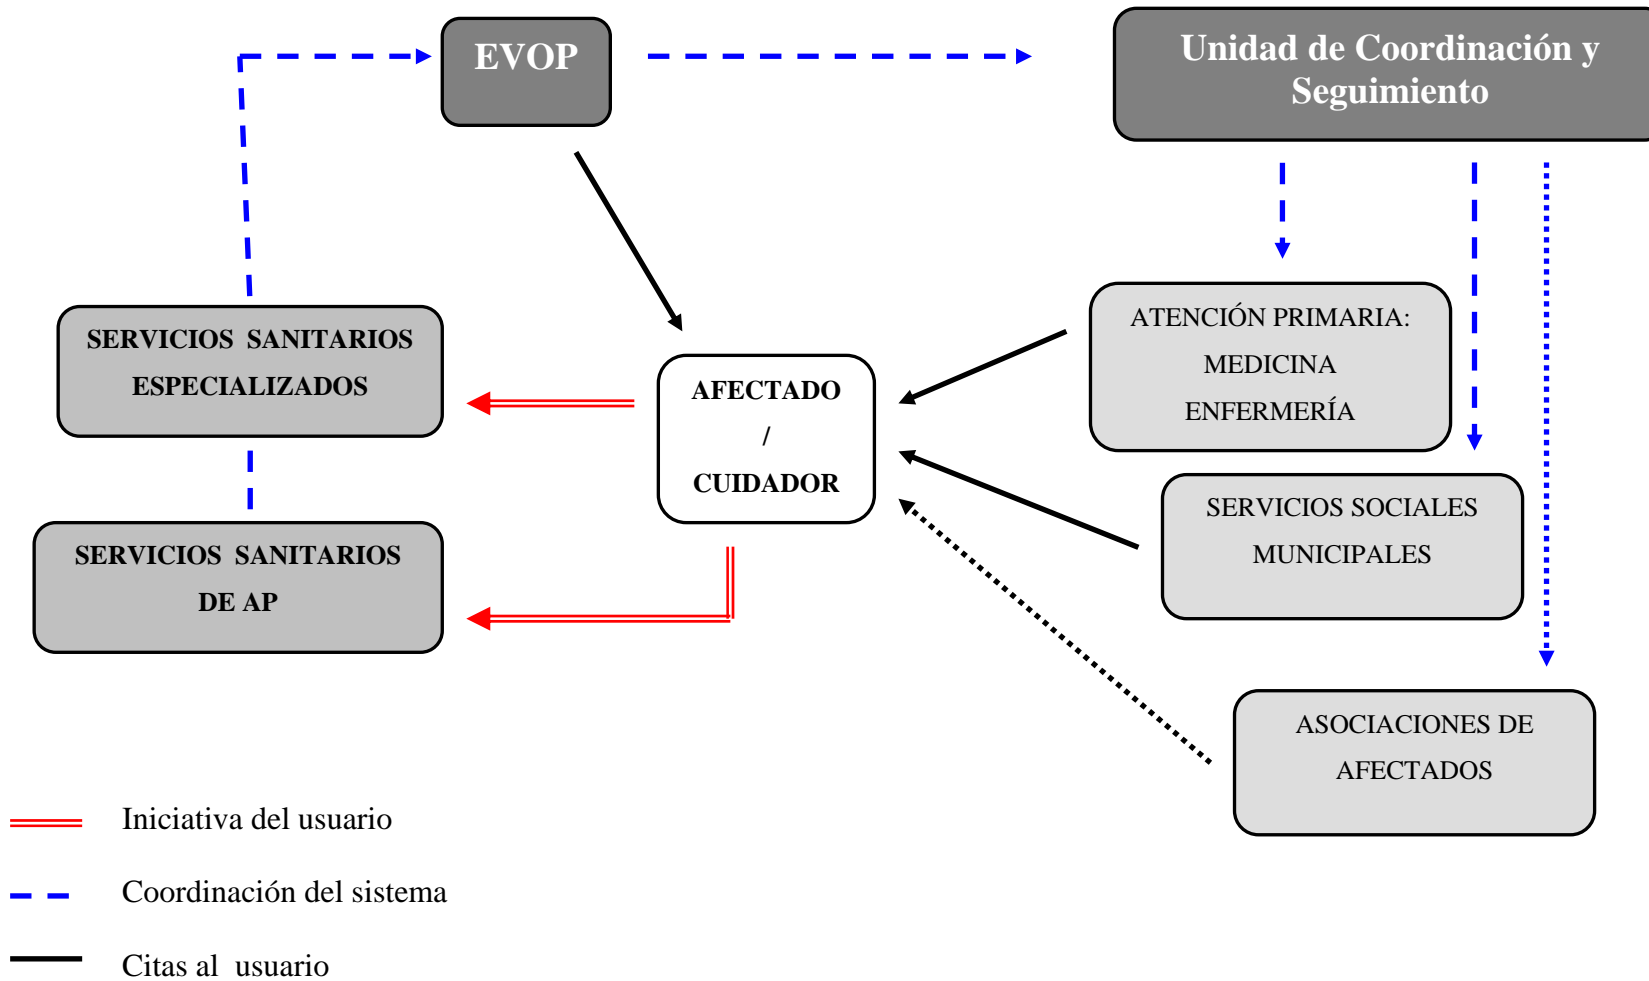 EVOP
Unidad de Coordinación y
Seguimiento
SERVICIOS SANITARIOS
ESPECIALIZADOS
AFECTADO
/
CUIDADOR
ATENCIÓN PRIMARIA:
MEDICINA
ENFERMERÍA
SERVICIOS SOCIALES
MUNICIPALES
SERVICIOS SANITARIOS
DE AP
ASOCIACIONES DE
AFECTADOS
Iniciativa del usuario
Coordinación del sistema
Citas al usuario